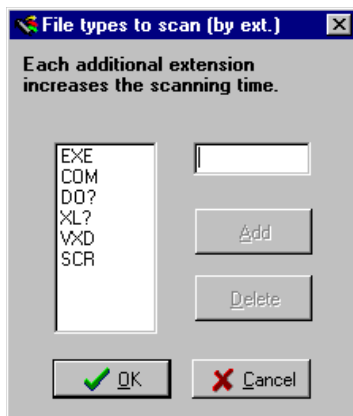 File types to scan (by ext.)
Each additional extension
increases the scanning time.
EXE
COM
DO?
XL?
VXD
SCR
Add
Delete
OK
Cancel